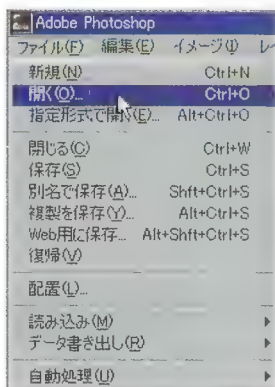 Adobe Photoshop
ファイル(F) 編集(E) イメージ(I) レ
新規(N) Ctrl+N
開く(O)... Ctrl+O
指定形式で開く(E)... Alt+Ctrl+O
閉じる(C) Ctrl+W
保存(S) Ctrl+S
別名で保存(A)... Shft+Ctrl+S
複製を保存(Y)... Alt+Ctrl+S
Web用に保存... Alt+Shft+Ctrl+S
復帰(V)
配置(L)...
読み込み(M)
データ書き出し(R)
自動処理(U)